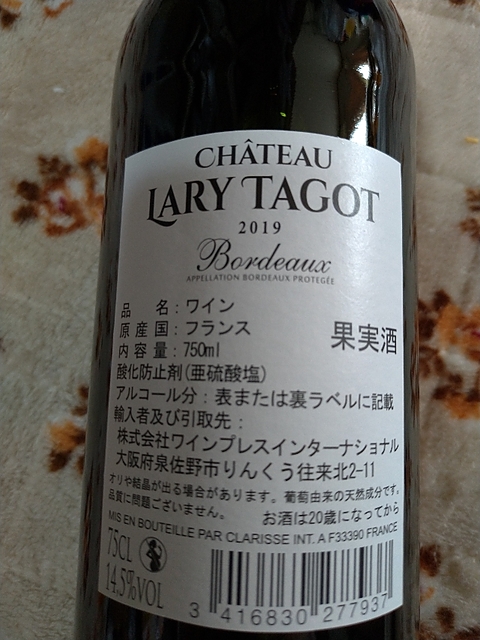 CHÂTEAU
LARY TAGOT
2019
Bordeaux
APPELLATION BORDEAUX PROTEGÉE
品　　名：ワイン
原産国：フランス
内容量：750ml
果実酒
酸化防止剤(亜硫酸塩)
アルコール分：表または裏ラベルに記載
輸入者及び引取先：
株式会社ワインプレスインターナショナル
大阪府泉佐野市りんくう往来北2-11
オリや結晶が出る場合があります。葡萄由来の天然成分です。
品質に問題ございません。　お酒は20歳になってから
MIS EN BOUTEILLE PAR CLARISSE INT. A F33390 FRANCE
75CL
14.5%VOL
3 416830 277937